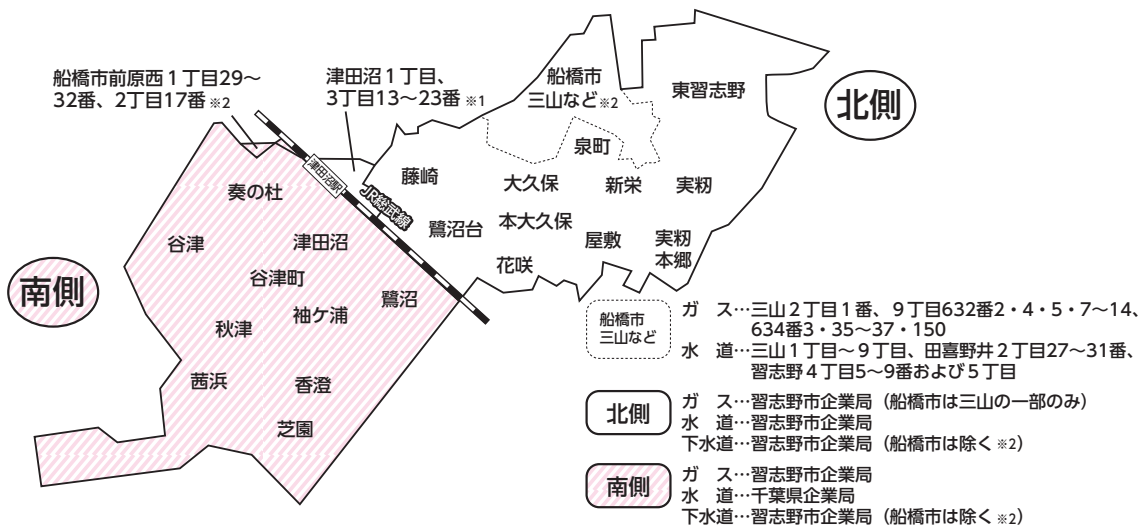 船橋市前原西1丁目29～
32番、2丁目17番※2
津田沼1丁目、
3丁目13～23番※1
船橋市
三山など※2
東習志野
北側
泉町
藤崎
大久保
新栄
実籾
津田沼駅
JR総武線
奏の杜
鷺沼台
本大久保
屋敷
実籾
本郷
花咲
谷津
津田沼
谷津町
鷺沼
南側
袖ケ浦
秋津
茜浜
香澄
芝園
船橋市
三山など
ガス…三山2丁目1番、9丁目632番2・4・5・7～14、
634番3・35～37・150
水道…三山1丁目～9丁目、田喜野井2丁目27～31番、
習志野4丁目5～9番および5丁目
北側
ガス…習志野市企業局（船橋市は三山の一部のみ）
水道…習志野市企業局
下水道…習志野市企業局（船橋市は除く※2）
南側
ガス…習志野市企業局
水道…千葉県企業局
下水道…習志野市企業局（船橋市は除く※2）